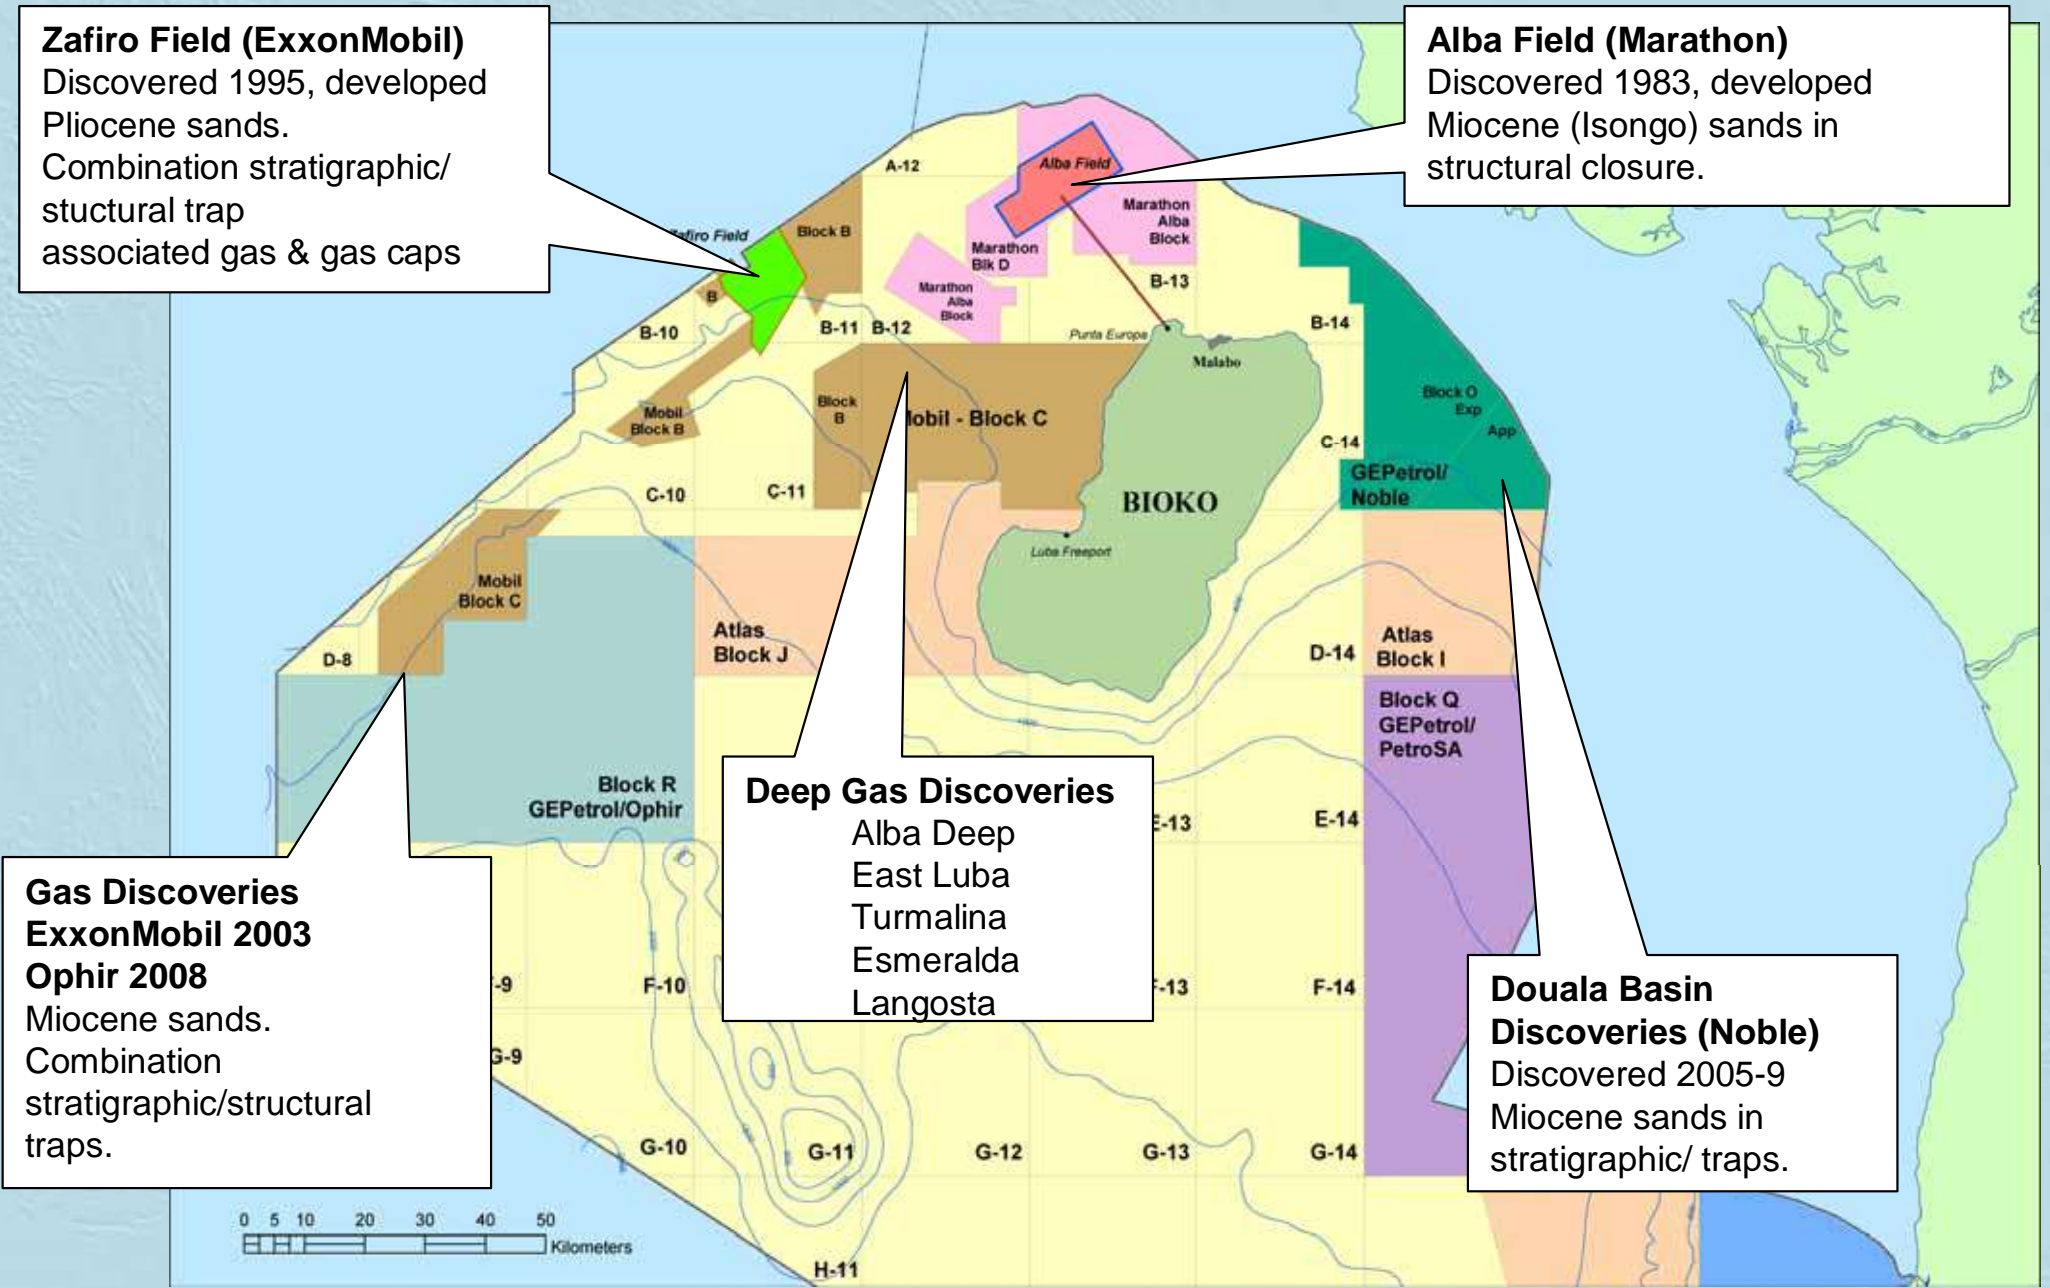 Zafiro Field (ExxonMobil)
Discovered 1995, developed
Pliocene sands.
Combination stratigraphic/
stuctural trap
associated gas & gas caps
Alba Field (Marathon)
Discovered 1983, developed
Miocene (Isongo) sands in
structural closure.
A-12
Alba Field
Marathon
Alba
Block
Block B
Field
Marathon
Blk D
B-13
Marathon
Alba
Block
B
B-10
B-11
B-12
B-14
Punta Europa
Malabo
Block O
Exp
App
Mobil
Block B
Block
B
Mobil - Block C
C-14
GEPetrol/
Noble
C-10
C-11
BIOKO
Luba Freeport
Mobil
Block C
Atlas
Block J
D-8
D-14
Atlas
Block I
Block Q
GEPetrol/
PetroSA
Block R
GEPetrol/Ophir
Deep Gas Discoveries
Alba Deep
East Luba
Turmalina
Esmeralda
Langosta
E-13
E-14
Gas Discoveries
ExxonMobil 2003
Ophir 2008
Miocene sands.
Combination
stratigraphic/structural
traps.
-9
F-10
F-13
F-14
G-9
Douala Basin
Discoveries (Noble)
Discovered 2005-9
Miocene sands in
stratigraphic/ traps.
G-10
G-11
G-12
G-13
G-14
0 5 10 20 30 40 50
Kilometers
H-11